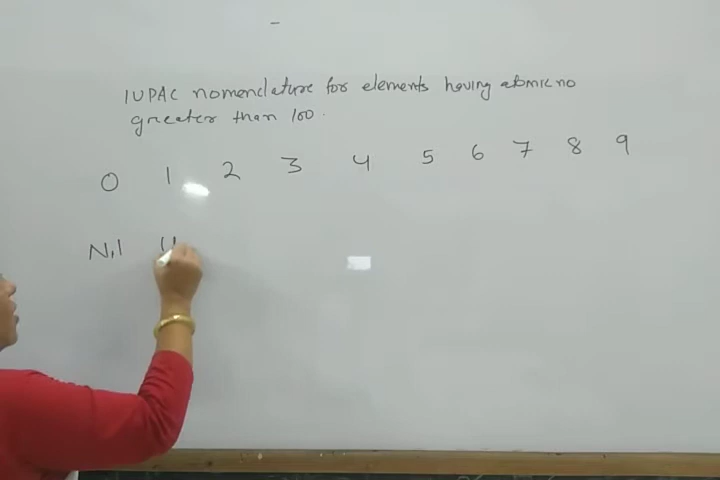 IUPAC nomenclature for elements having atomic no
greater than 100.
0 1 2 3 4 5 6 7 8 9
Nil U